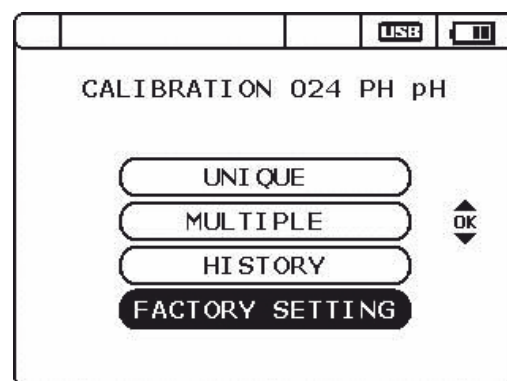 USB
CALIBRATION 024 PH pH
UNIQUE
MULTIPLE
OK
HISTORY
FACTORY SETTING